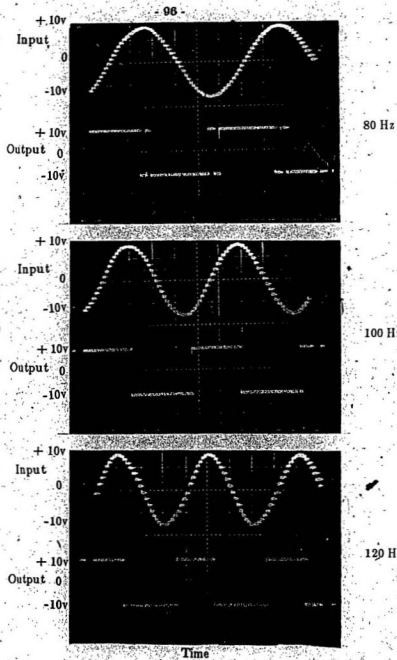 - 96 -
+ 10v
Input
0
-10v
+ 10v
80 Hz
Output 0
-10v
+ 10v
Input
0
-10v
+ 10v
100 H
Output 0
-10v
+ 10v
Input
0
-10v
120 Hz
+ 10v
Output 0
-10v
Time